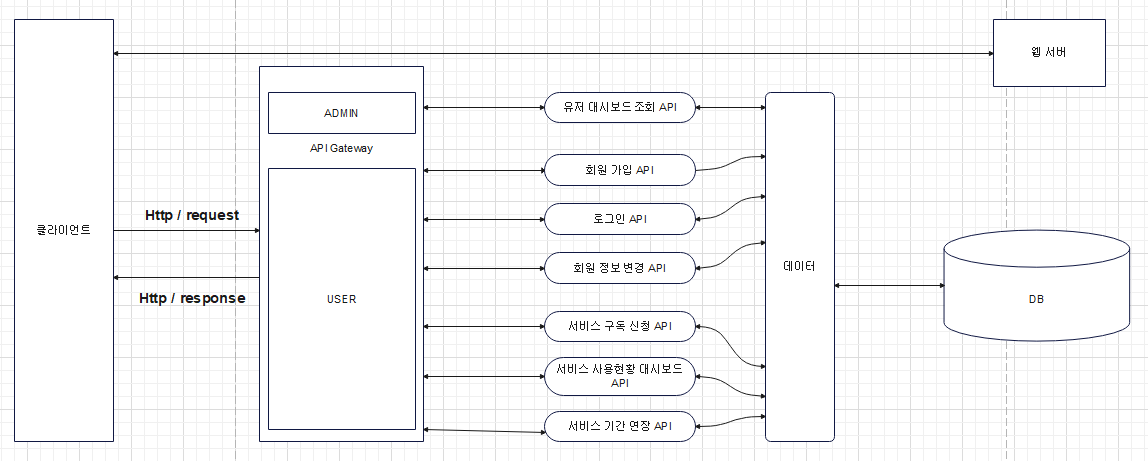 웹 서버
ADMIN
유저 대시보드 조회 API
API Gateway
회원 가입 API
Http / request
로그인 API
클라이언트
회원 정보 변경 API
데이터
Http / response
USER
DB
서비스 구독 신청 API
서비스 사용현황 대시보드
API
서비스 기간 연장 API